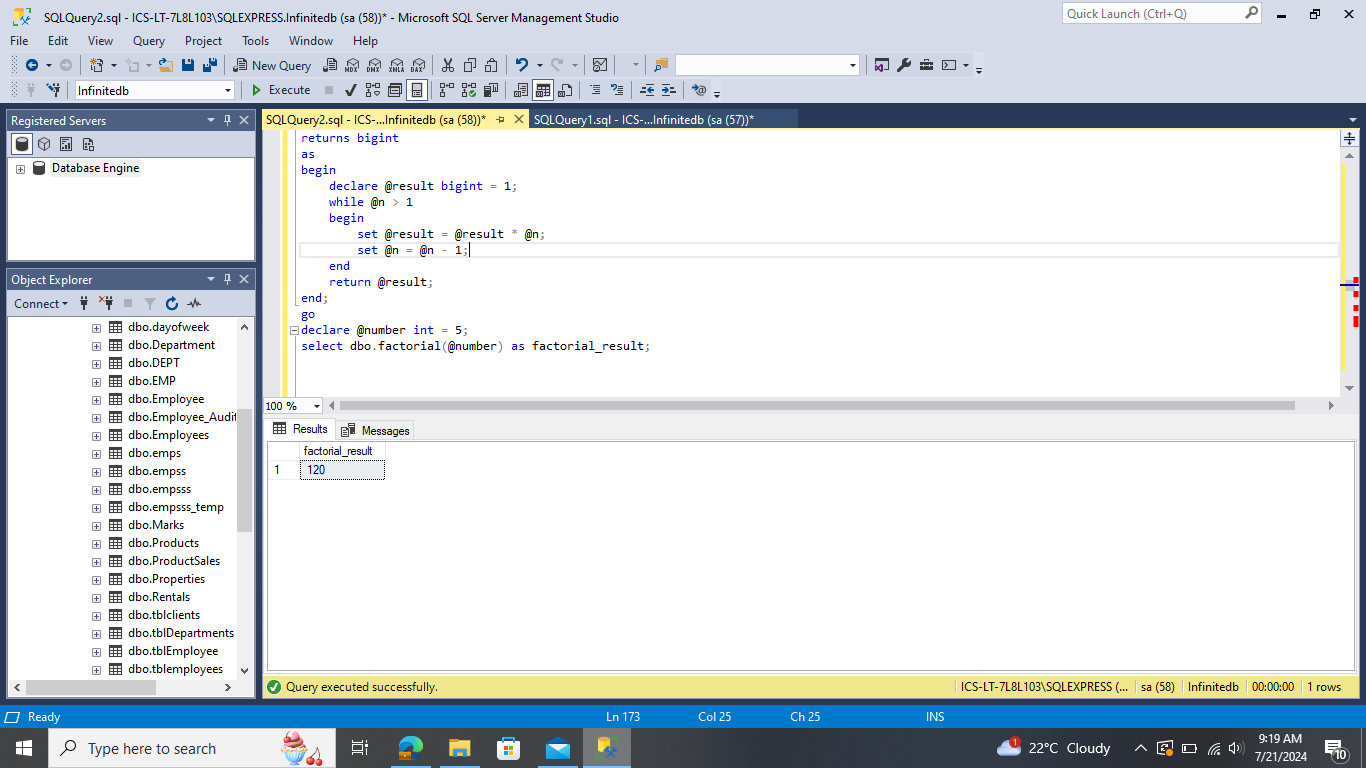 SQLQuery2.sql - ICS-LT-7L8L103\SQLEXPRESS.Infinitedb (sa (58))* - Microsoft SQL Server Management Studio
Quick Launch (Ctrl+Q)
File Edit View Query Project Tools Window Help
New Query
MDX DMX XMLA DAX
Infinitedb
Execute
Registered Servers
Database Engine
Object Explorer
Connect
dbo.dayofweek
dbo.Department
dbo.DEPT
dbo.EMP
dbo.Employee
dbo.Employee_Audit
dbo.Employees
dbo.emps
dbo.empss
dbo.empsss
dbo.empsss_temp
dbo.Marks
dbo.Products
dbo.ProductSales
dbo.Properties
dbo.Rentals
dbo.tblclients
dbo.tblDepartments
dbo.tblEmployee
dbo.tblemployees
SQLQuery2.sql - ICS-...Infinitedb (sa (58))*
SQLQuery1.sql - ICS-...Infinitedb (sa (57))*
returns bigint
as
begin
declare @result bigint = 1;
while @n > 1
begin
set @result = @result * @n;
set @n = @n - 1;
end
return @result;
end;
go
declare @number int = 5;
select dbo.factorial(@number) as factorial_result;
100 %
Results
Messages
factorial_result
1 120
Query executed successfully.
ICS-LT-7L8L103\SQLEXPRESS (... sa (58) Infinitedb 00:00:00 1 rows
Ready
Ln 173 Col 25 Ch 25 INS
Type here to search
1
22°C Cloudy
9:19 AM
7/21/2024
10